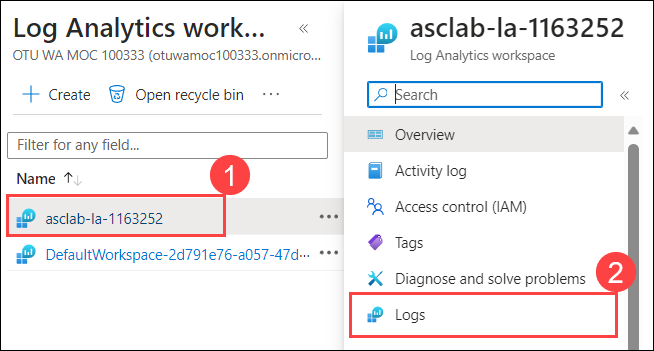 Log Analytics work...
OTU WA MOC 100333 (otuwamoc100333.onmicro...
+ Create
Open recycle bin
...
Filter for any field...
Name ↑↓
1
asclab-la-1163252
...
DefaultWorkspace-2d791e76-a057-47d...
...
asclab-la-1163252
Log Analytics workspace
Search
Overview
Activity log
Access control (IAM)
Tags
Diagnose and solve problems
2
Logs